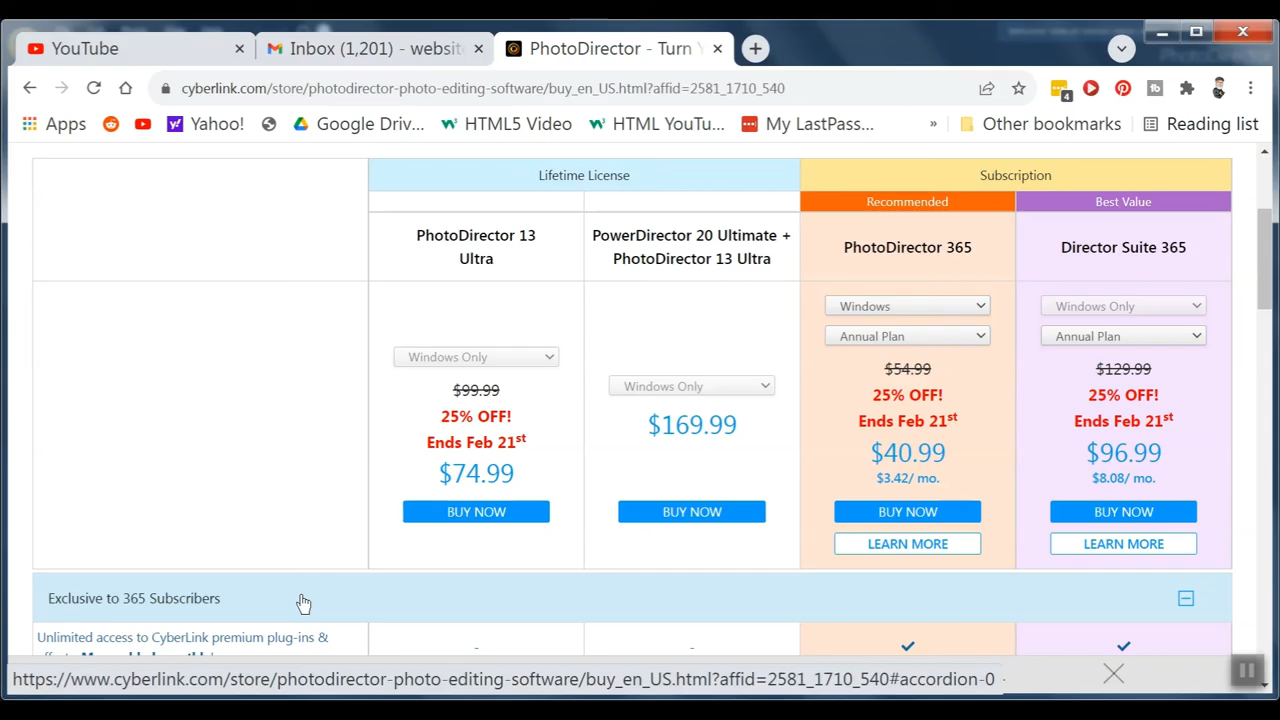 YouTube
Inbox (1,201) - website
PhotoDirector - Turn Y
cyberlink.com/store/photodirector-photo-editing-software/buy_en_US.html?affid=2581_1710_540
4
Apps
Yahoo!
Google Driv...
HTML5 Video
HTML YouTu...
My LastPass...
»
Other bookmarks
Reading list
Lifetime License
Subscription
Recommended
Best Value
PhotoDirector 13
Ultra
PowerDirector 20 Ultimate +
PhotoDirector 13 Ultra
PhotoDirector 365
Director Suite 365
Windows Only
$99.99
25% OFF!
Ends Feb 21st
$74.99
BUY NOW
Windows Only
$169.99
BUY NOW
Windows
Annual Plan
$54.99
25% OFF!
Ends Feb 21st
$40.99
$3.42/ mo.
BUY NOW
LEARN MORE
Windows Only
Annual Plan
$129.99
25% OFF!
Ends Feb 21st
$96.99
$8.08/ mo.
BUY NOW
LEARN MORE
Exclusive to 365 Subscribers
Unlimited access to CyberLink premium plug-ins &
https://www.cyberlink.com/store/photodirector-photo-editing-software/buy_en_US.html?affid=2581_1710_540#accordion-0